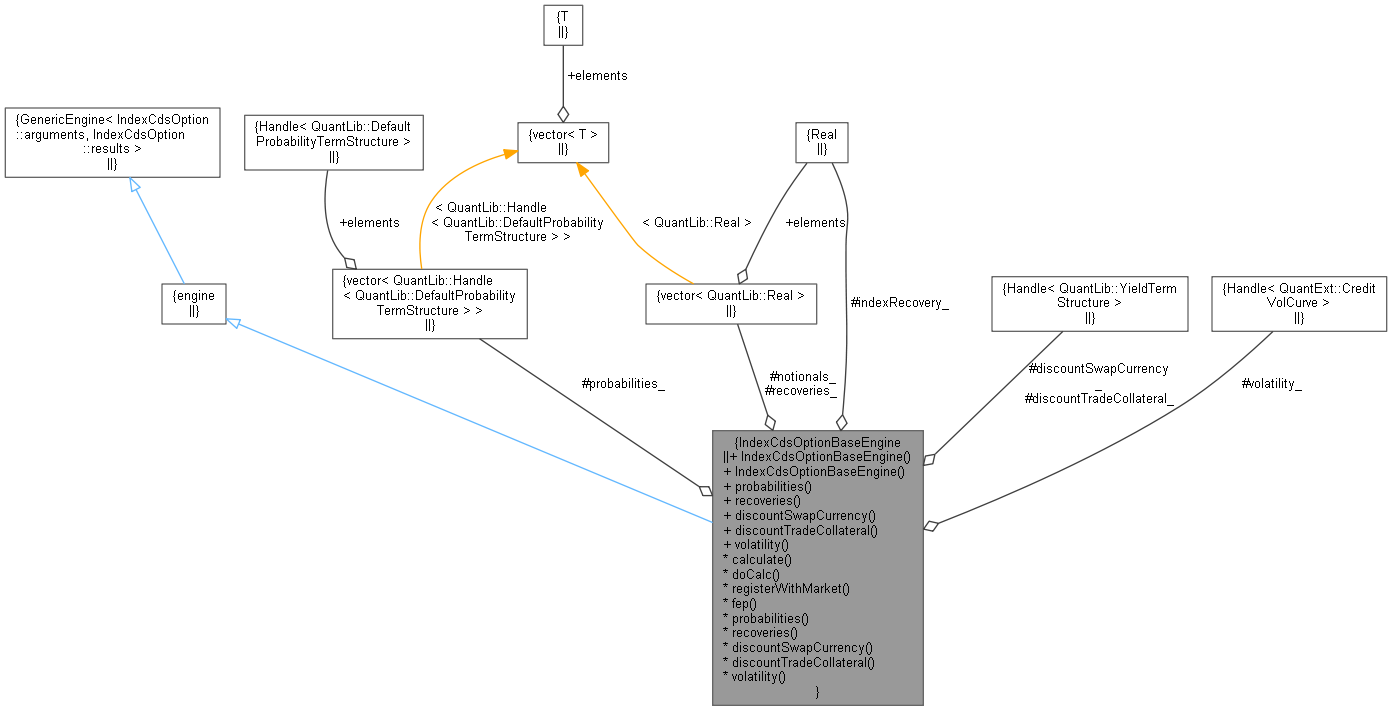 {T
||}
+elements
{GenericEngine< IndexCdsOption
::arguments, IndexCdsOption
::results >
||}
{Handle< QuantLib::Default
ProbabilityTermStructure >
||}
{vector< T >
||}
{Real
||}
+elements
< QuantLib::Handle
< QuantLib::DefaultProbability
TermStructure > >
< QuantLib::Real >
+elements
#indexRecovery_
{engine
||}
{vector< QuantLib::Handle
< QuantLib::DefaultProbability
TermStructure > >
||}
{vector< QuantLib::Real >
||}
{Handle< QuantLib::YieldTerm
Structure >
||}
{Handle< QuantExt::Credit
VolCurve >
||}
#probabilities_
#notionals_
#recoveries_
#discountSwapCurrency
_
#discountTradeCollateral_
#volatility_
{IndexCdsOptionBaseEngine
||+ IndexCdsOptionBaseEngine()
+ IndexCdsOptionBaseEngine()
+ probabilities()
+ recoveries()
+ discountSwapCurrency()
+ discountTradeCollateral()
+ volatility()
* calculate()
* doCalc()
* registerWithMarket()
* fep()
* probabilities()
* recoveries()
* discountSwapCurrency()
* discountTradeCollateral()
* volatility()
}